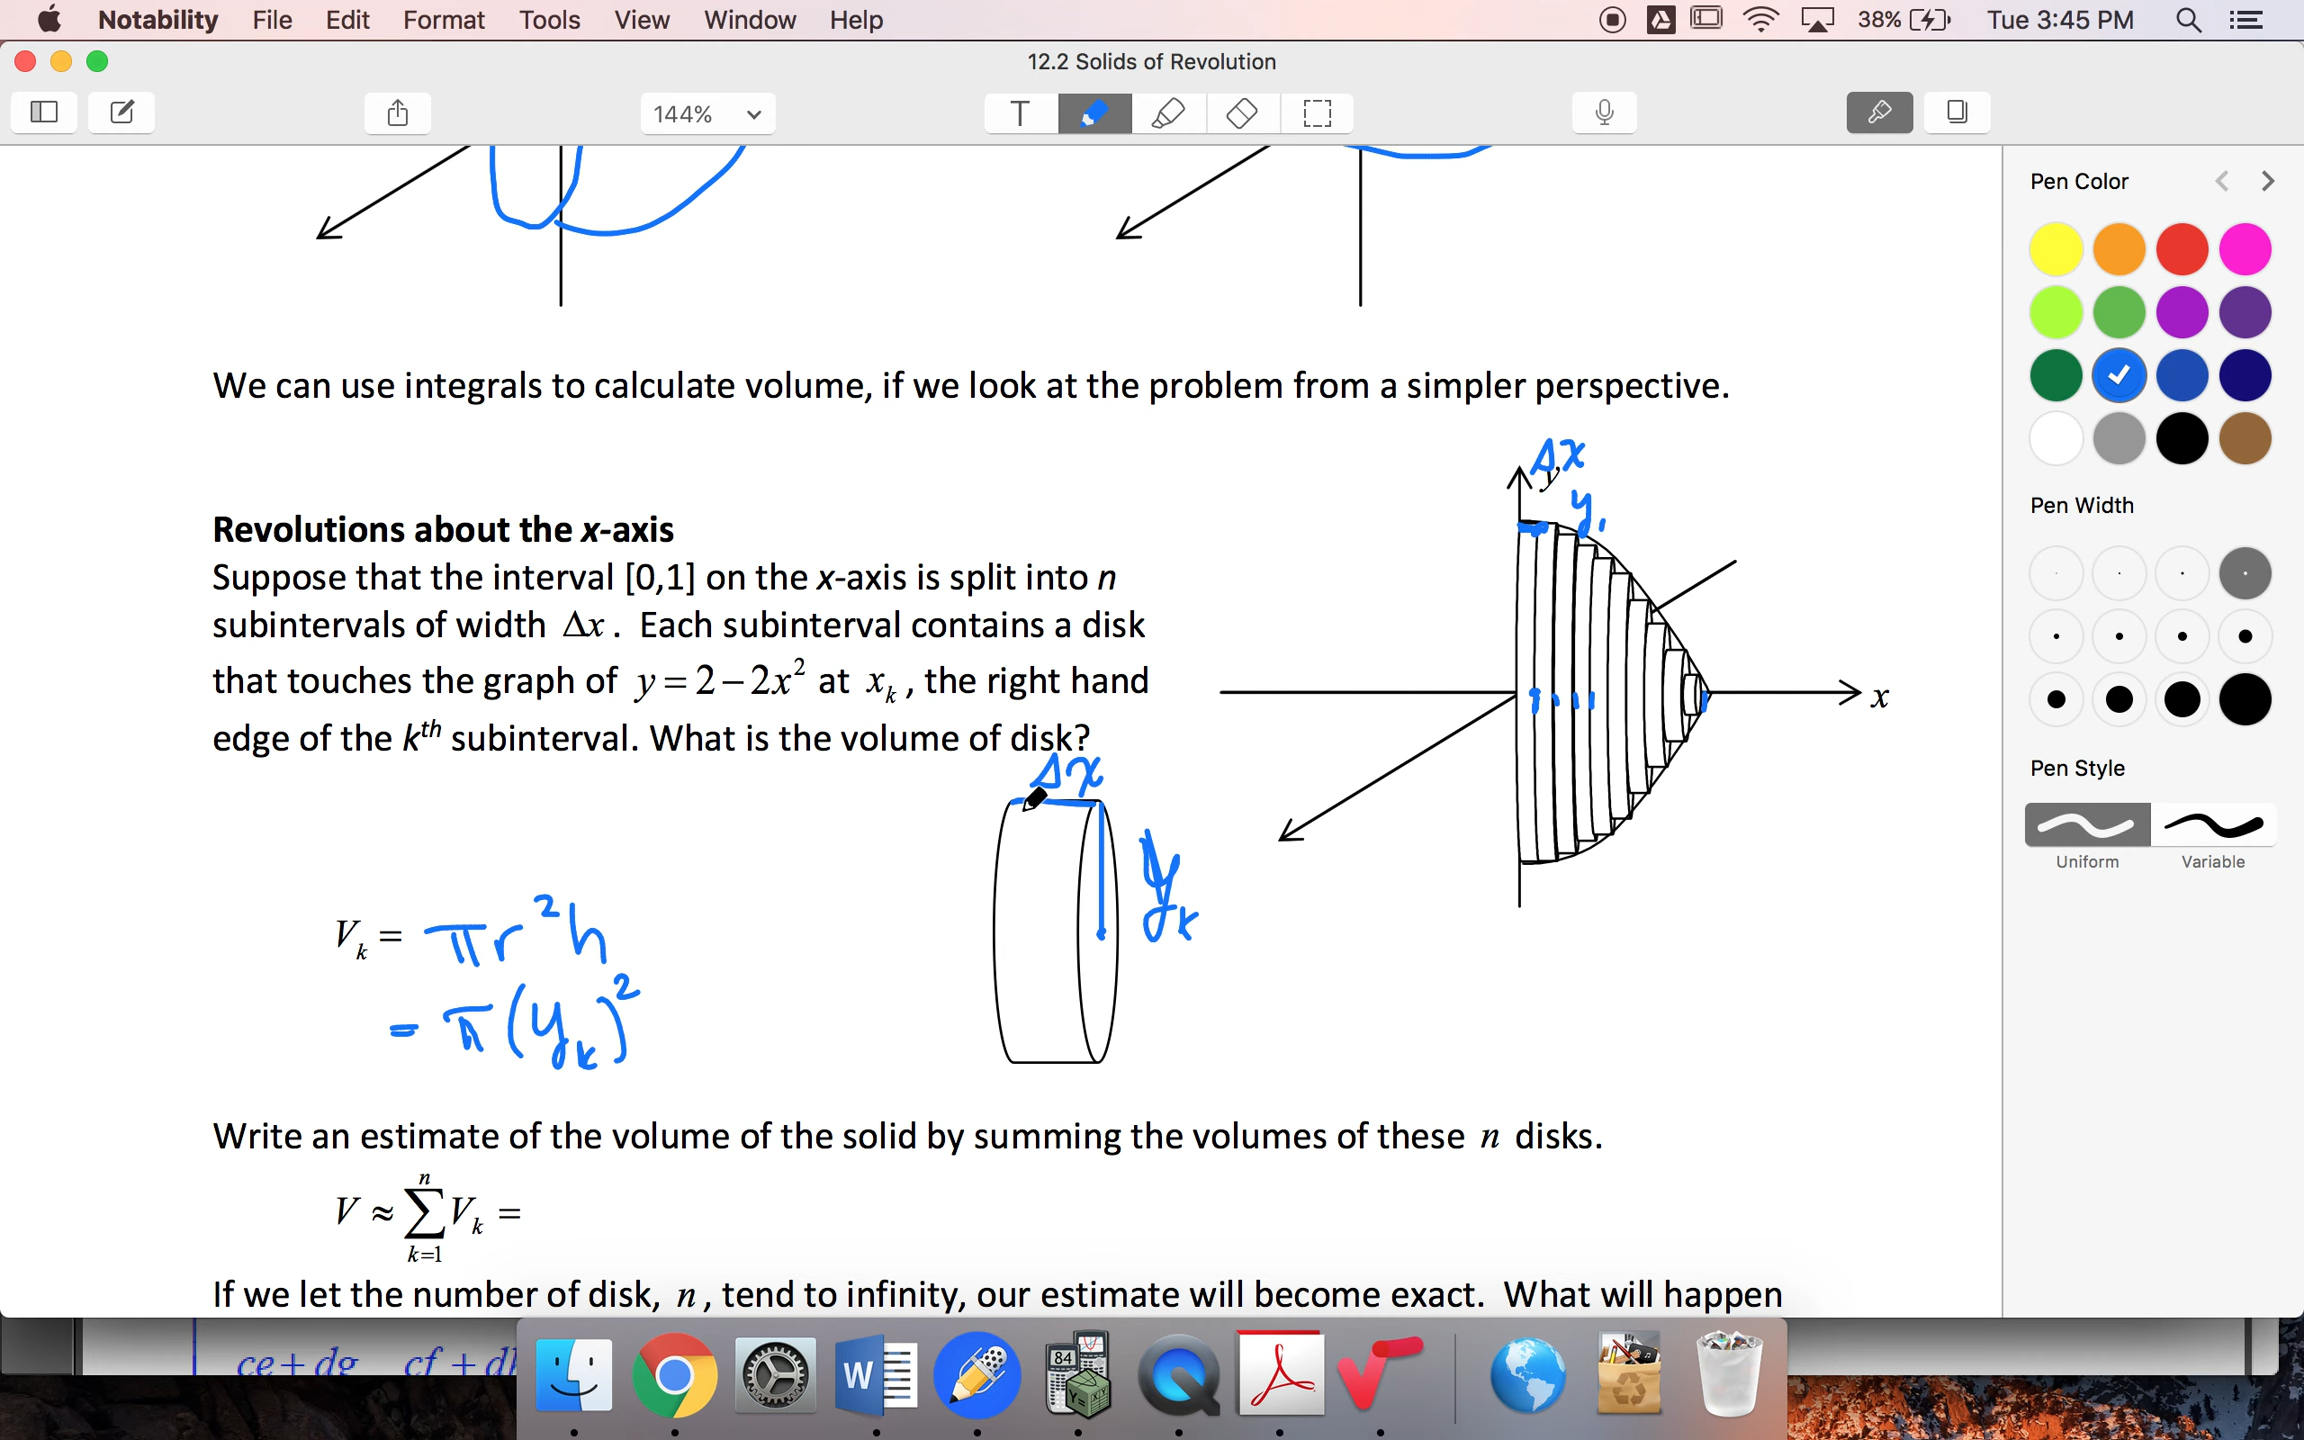 Notability File Edit Format Tools View Window Help 38% Tue 3:45 PM
12.2 Solids of Revolution
144% T
Pen Color
We can use integrals to calculate volume, if we look at the problem from a simpler perspective.
Δx
y
y₁
Pen Width
Revolutions about the x-axis
Suppose that the interval [0,1] on the x-axis is split into n
subintervals of width Δx. Each subinterval contains a disk
that touches the graph of y = 2 − 2x² at xₖ, the right hand
edge of the kᵗʰ subinterval. What is the volume of disk?
x
Δx
Pen Style
Uniform Variable
yₖ
Vₖ = πr²h
= π(yₖ)²
Write an estimate of the volume of the solid by summing the volumes of these n disks.
V ≈ ∑ₖ₌₁ⁿ Vₖ =
If we let the number of disk, n, tend to infinity, our estimate will become exact. What will happen
ce + dg
W
84